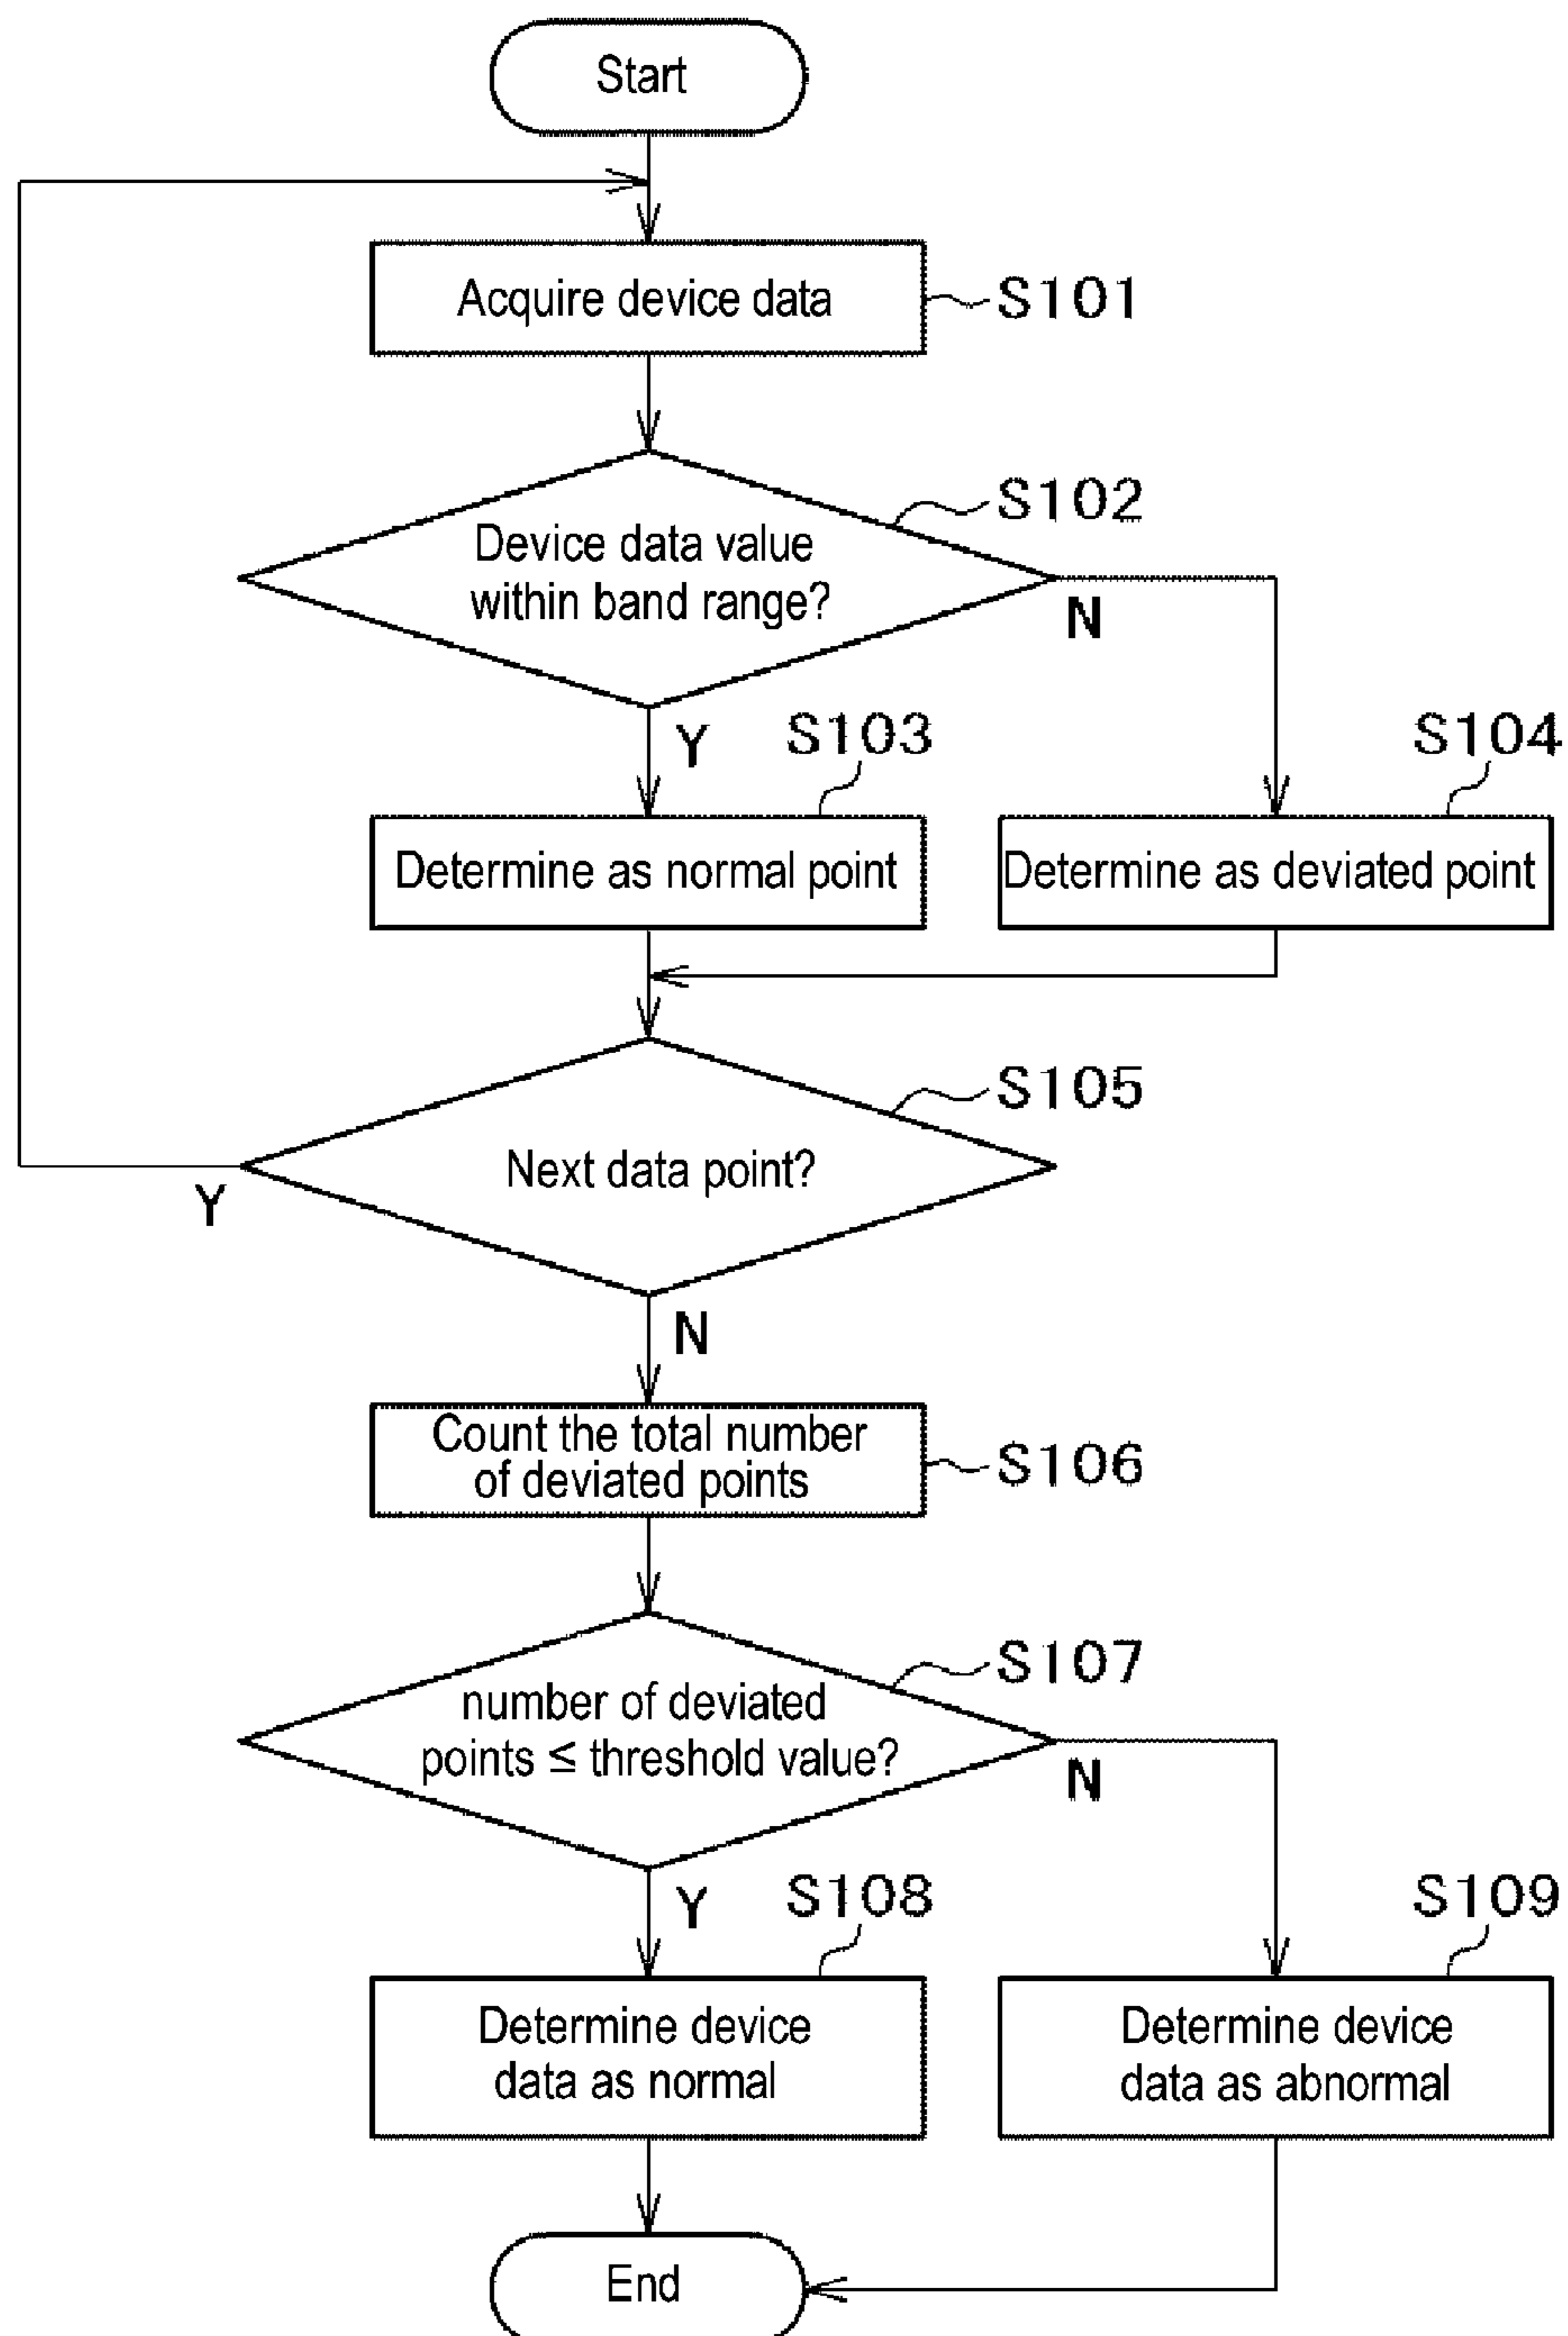 Start
Acquire device data
S101
S102
Device data value
within band range?
N
Y
S103
S104
Determine as normal point
Determine as deviated point
S105
Next data point?
Y
N
Count the total number
of deviated points
S106
S107
number of deviated
points ≤ threshold value?
N
Y
S108
S109
Determine device
data as normal
Determine device
data as abnormal
End